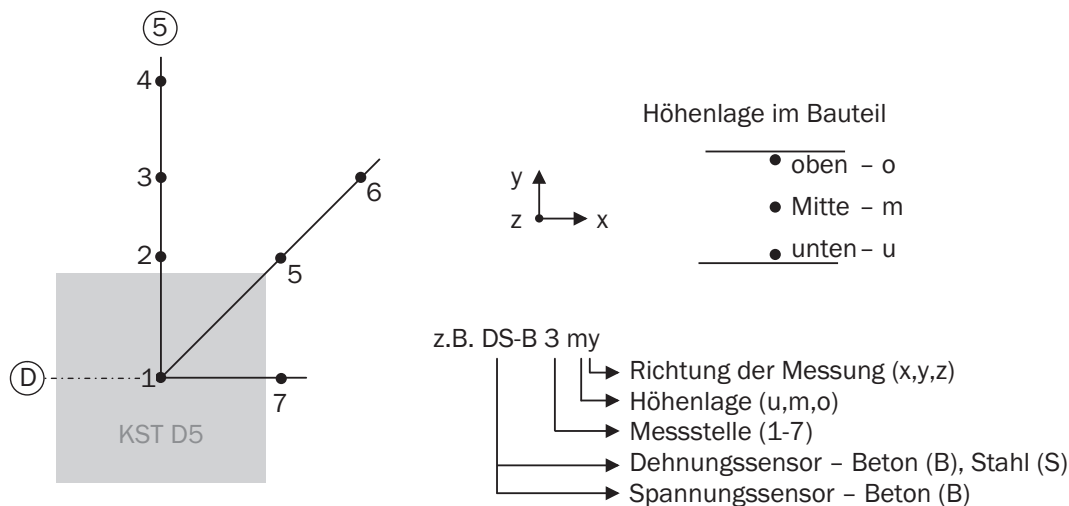 5
4
3
2
1
6
5
7
D
KST D5
y
z
x
Höhenlage im Bauteil
oben – o
Mitte – m
unten – u
z.B. DS-B 3 my
Richtung der Messung (x,y,z)
Höhenlage (u,m,o)
Messstelle (1-7)
Dehnungssensor – Beton (B), Stahl (S)
Spannungssensor – Beton (B)